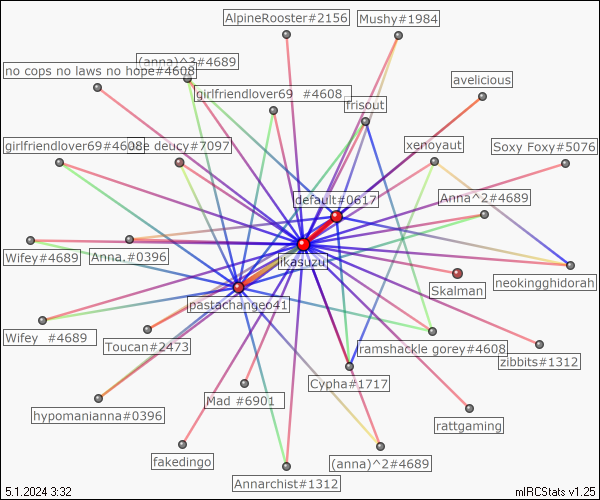 AlpineRooster#2156
Mushy#1984
(anna)^3#4689
no cops no laws no hope#4608
avelicious
girlfriendlover69 #4608
frisout
girlfriendlover69#4608
deucy#7097
xenoyaut
Soxy Foxy#5076
default#0617
Anna^2#4689
Wifey#4689
Anna.#0396
ikasuzu
neokingghidorah
Skalman
pastachange041
Wifey #4689
Toucan#2473
ramshackle gorey#4608
zibbits#1312
Cypha#1717
Mad #6901
hypomanianna#0396
rattgaming
fakedingo
(anna)^2#4689
Annarchist#1312
5.1.2024 3:32
mIRCStats v1.25